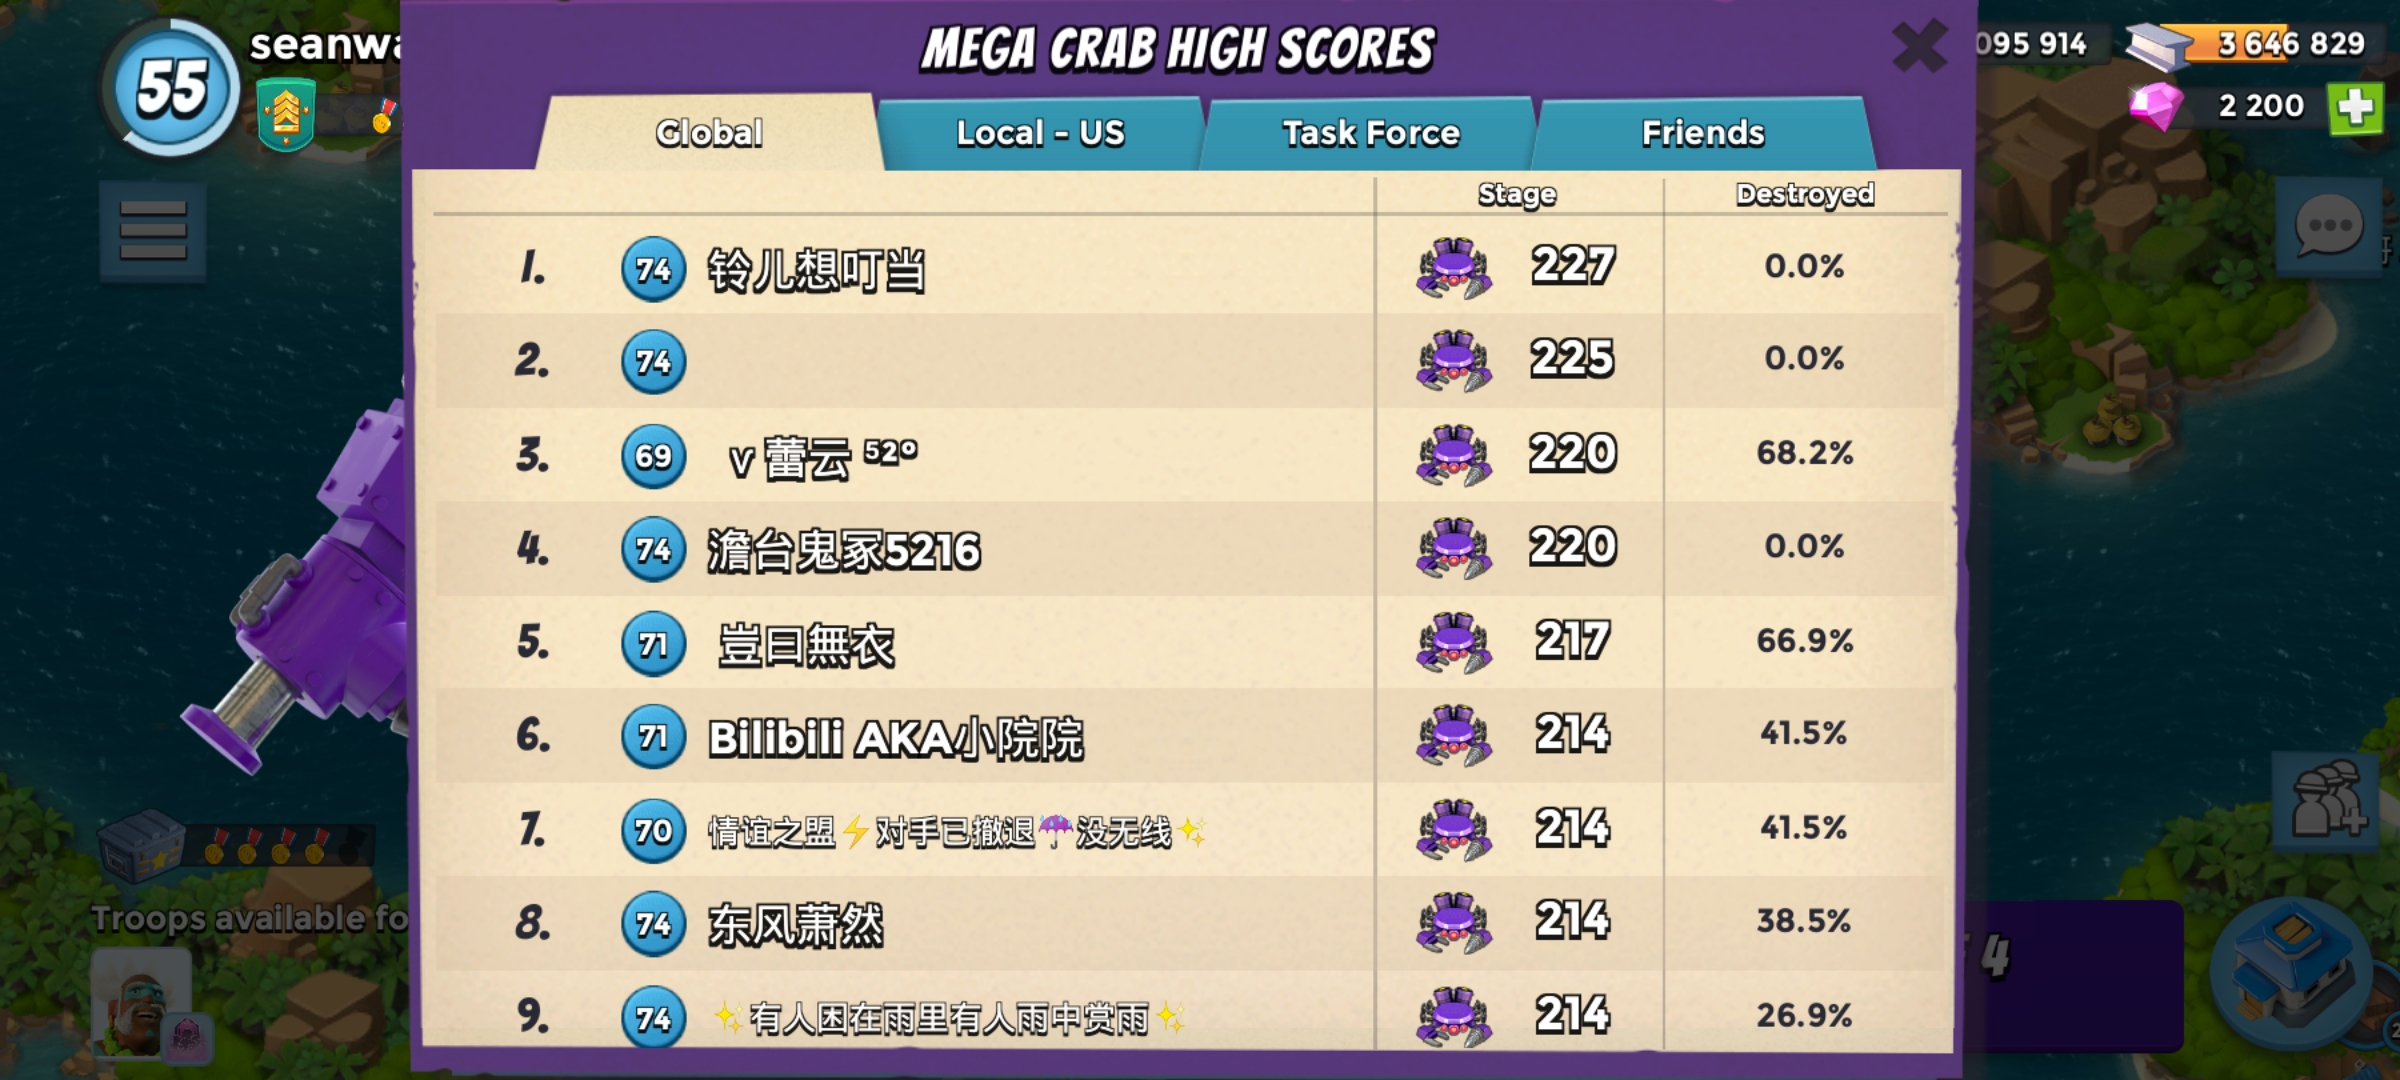 MEGA CRAB HIGH SCORES
55
seanwa
095 914
3 646 829
2 200
Global
Local - US
Task Force
Friends
Stage
Destroyed
1. 74 铃儿想叮当 227 0.0%
2. 74 225 0.0%
3. 69 v 蕾云 ⁵²⁰ 220 68.2%
4. 74 澹台鬼冢5216 220 0.0%
5. 71 豈曰無衣 217 66.9%
6. 71 Bilibili AKA小院院 214 41.5%
7. 70 情谊之盟⚡对手已撤退☔没无线✨ 214 41.5%
8. 74 东风萧然 214 38.5%
9. 74 ✨有人困在雨里有人雨中赏雨✨ 214 26.9%
Troops available fo
4